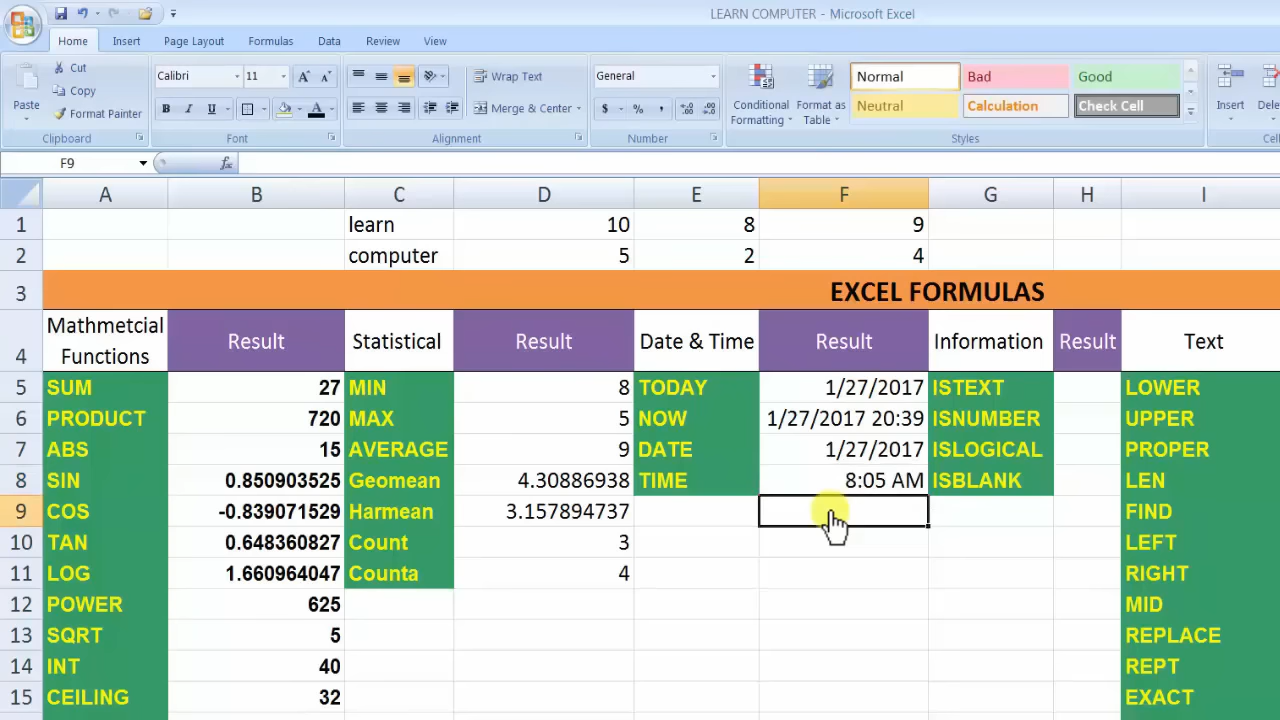 LEARN COMPUTER - Microsoft Excel
Home Insert Page Layout Formulas Data Review View
Paste
Cut
Copy
Format Painter
Clipboard
Calibri 11
B I U
Font
Wrap Text
Merge & Center
Alignment
General
$ % ,
Number
Conditional Formatting
Format as Table
Normal Bad Good
Neutral Calculation Check Cell
Styles
Insert Dele
Cell
F9 fx
A B C D E F G H I
1 learn 10 8 9
2 computer 5 2 4
3 EXCEL FORMULAS
4 Mathmetcial Functions Result Statistical Result Date & Time Result Information Result Text
5 SUM 27 MIN 8 TODAY 1/27/2017 ISTEXT LOWER
6 PRODUCT 720 MAX 5 NOW 1/27/2017 20:39 ISNUMBER UPPER
7 ABS 15 AVERAGE 9 DATE 1/27/2017 ISLOGICAL PROPER
8 SIN 0.850903525 Geomean 4.30886938 TIME 8:05 AM ISBLANK LEN
9 COS -0.839071529 Harmean 3.157894737 FIND
10 TAN 0.648360827 Count 3 LEFT
11 LOG 1.660964047 Counta 4 RIGHT
12 POWER 625 MID
13 SQRT 5 REPLACE
14 INT 40 REPT
15 CEILING 32 EXACT